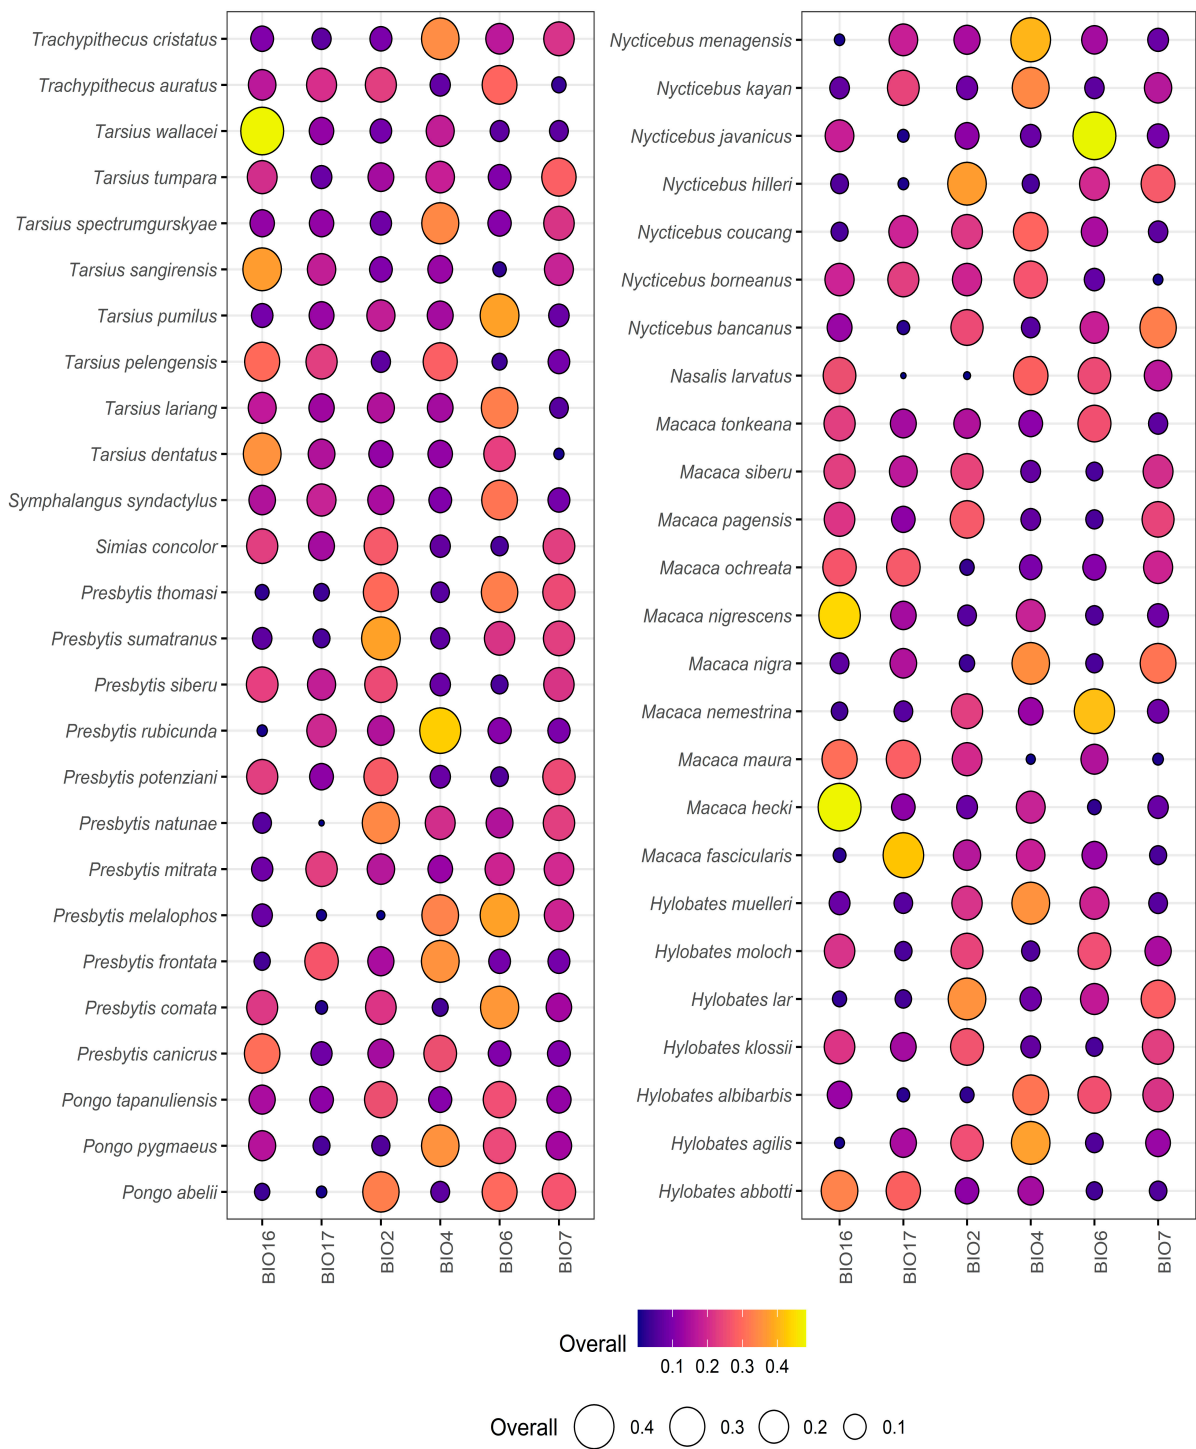 Trachypithecus cristatus
Trachypithecus auratus
Tarsius wallacei
Tarsius tumpara
Tarsius spectrumgurskyae
Tarsius sangirensis
Tarsius pumilus
Tarsius pelengensis
Tarsius lariang
Tarsius dentatus
Symphalangus syndactylus
Simias concolor
Presbytis thomasi
Presbytis sumatranus
Presbytis siberu
Presbytis rubicunda
Presbytis potenziani
Presbytis natunae
Presbytis mitrata
Presbytis melalophos
Presbytis frontata
Presbytis comata
Presbytis canicrus
Pongo tapanuliensis
Pongo pygmaeus
Pongo abelii
BIO16 BIO17 BIO2 BIO4 BIO6 BIO7
Nycticebus menagensis
Nycticebus kayan
Nycticebus javanicus
Nycticebus hilleri
Nycticebus coucang
Nycticebus borneanus
Nycticebus bancanus
Nasalis larvatus
Macaca tonkeana
Macaca siberu
Macaca pagensis
Macaca ochreata
Macaca nigrescens
Macaca nigra
Macaca nemestrina
Macaca maura
Macaca hecki
Macaca fascicularis
Hylobates muelleri
Hylobates moloch
Hylobates lar
Hylobates klossii
Hylobates albibarbis
Hylobates agilis
Hylobates abbotti
BIO16 BIO17 BIO2 BIO4 BIO6 BIO7
Overall
0.1 0.2 0.3 0.4
Overall 0.4 0.3 0.2 0.1